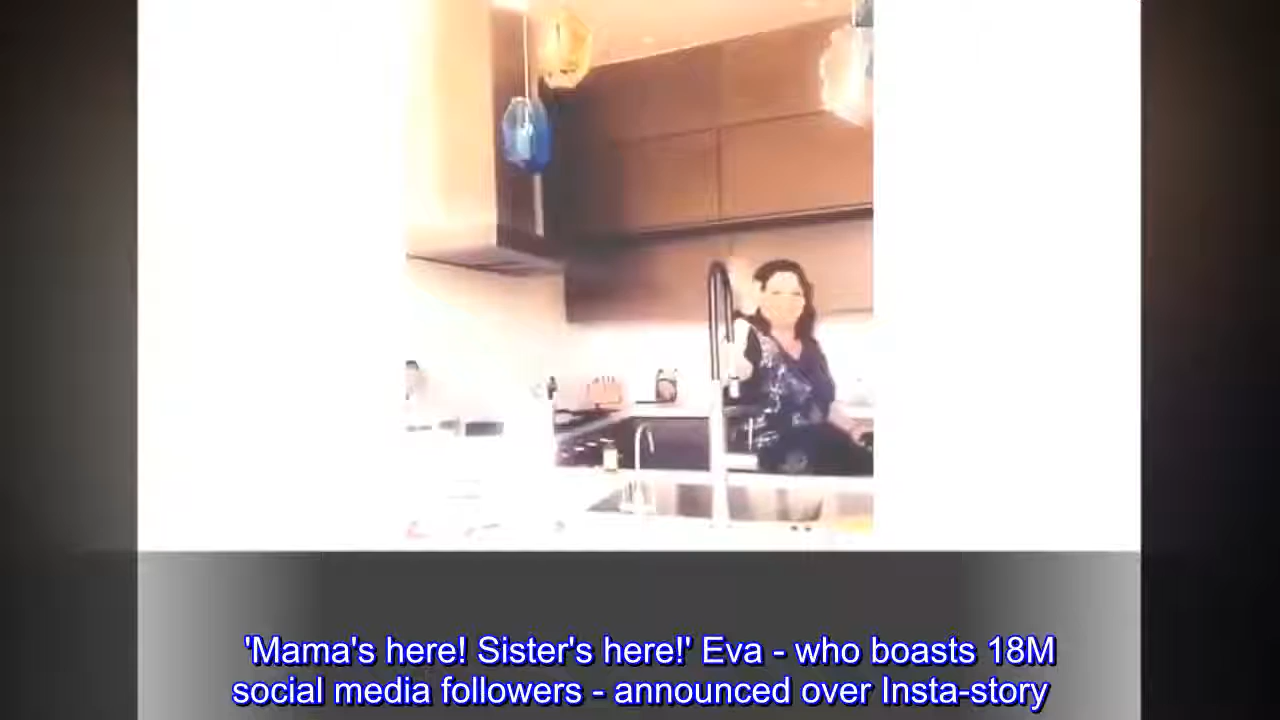 'Mama's here! Sister's here!' Eva - who boasts 18M
social media followers - announced over Insta-story